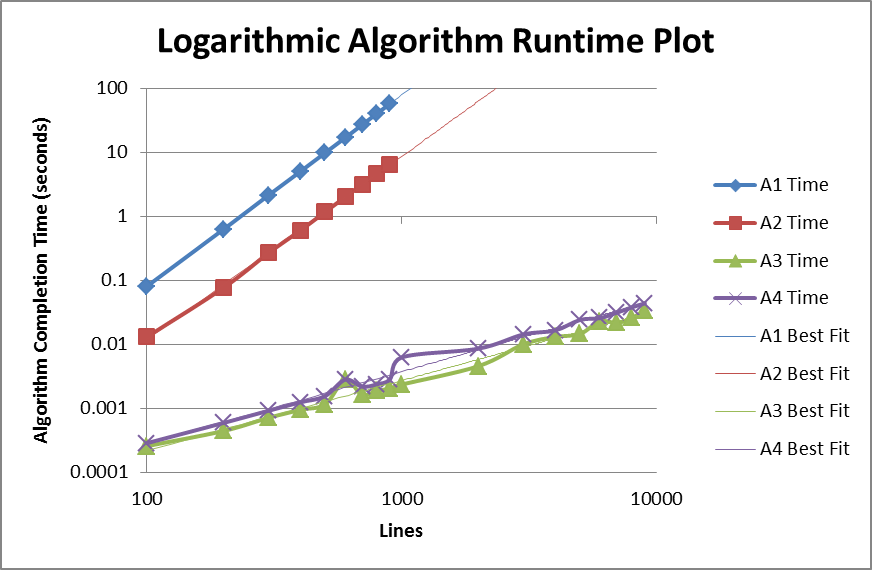 Logarithmic Algorithm Runtime Plot
Algorithm Completion Time (seconds)
100
10
1
0.1
0.01
0.001
0.0001
100
1000
10000
Lines
A1 Time
A2 Time
A3 Time
A4 Time
A1 Best Fit
A2 Best Fit
A3 Best Fit
A4 Best Fit